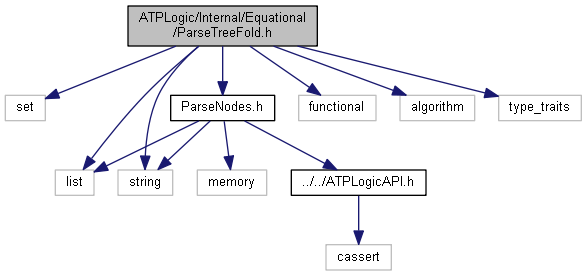 ATPLogic/Internal/Equational
/ParseTreeFold.h
set
ParseNodes.h
functional
algorithm
type_traits
list
string
memory
../../ATPLogicAPI.h
cassert